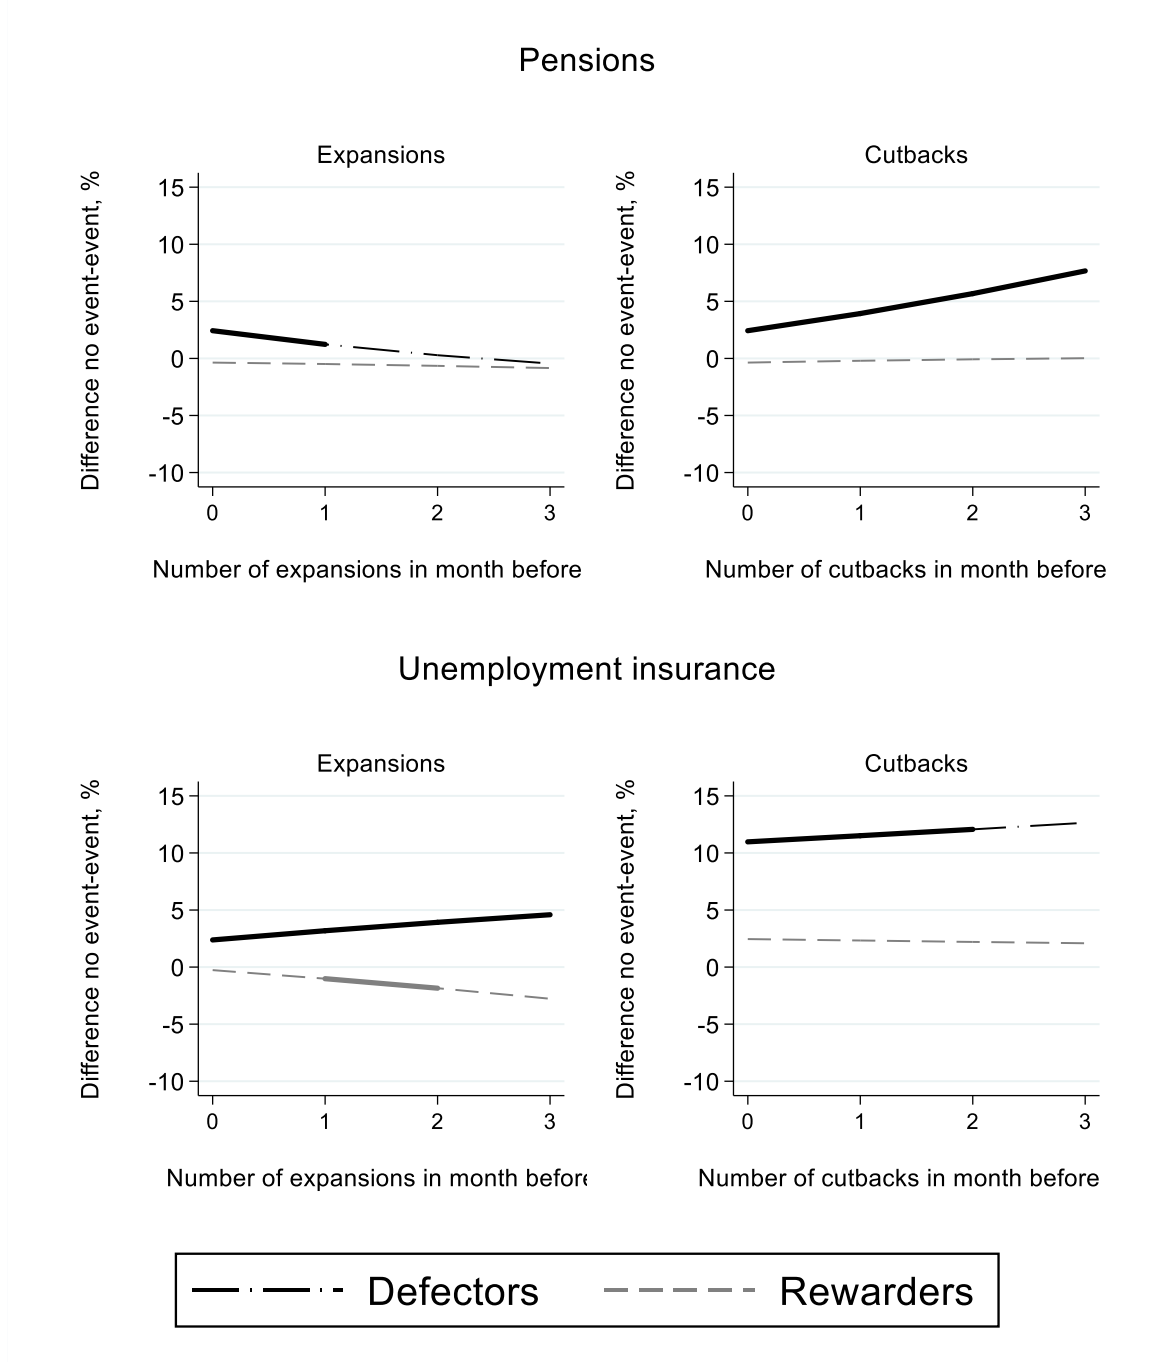 Pensions
Expansions
Difference no event-event, %
15
10
5
0
-5
-10
0 1 2 3
Number of expansions in month before
Cutbacks
Difference no event-event, %
15
10
5
0
-5
-10
0 1 2 3
Number of cutbacks in month before
Unemployment insurance
Expansions
Difference no event-event, %
15
10
5
0
-5
-10
0 1 2 3
Number of expansions in month before
Cutbacks
Difference no event-event, %
15
10
5
0
-5
-10
0 1 2 3
Number of cutbacks in month before
Defectors Rewarders